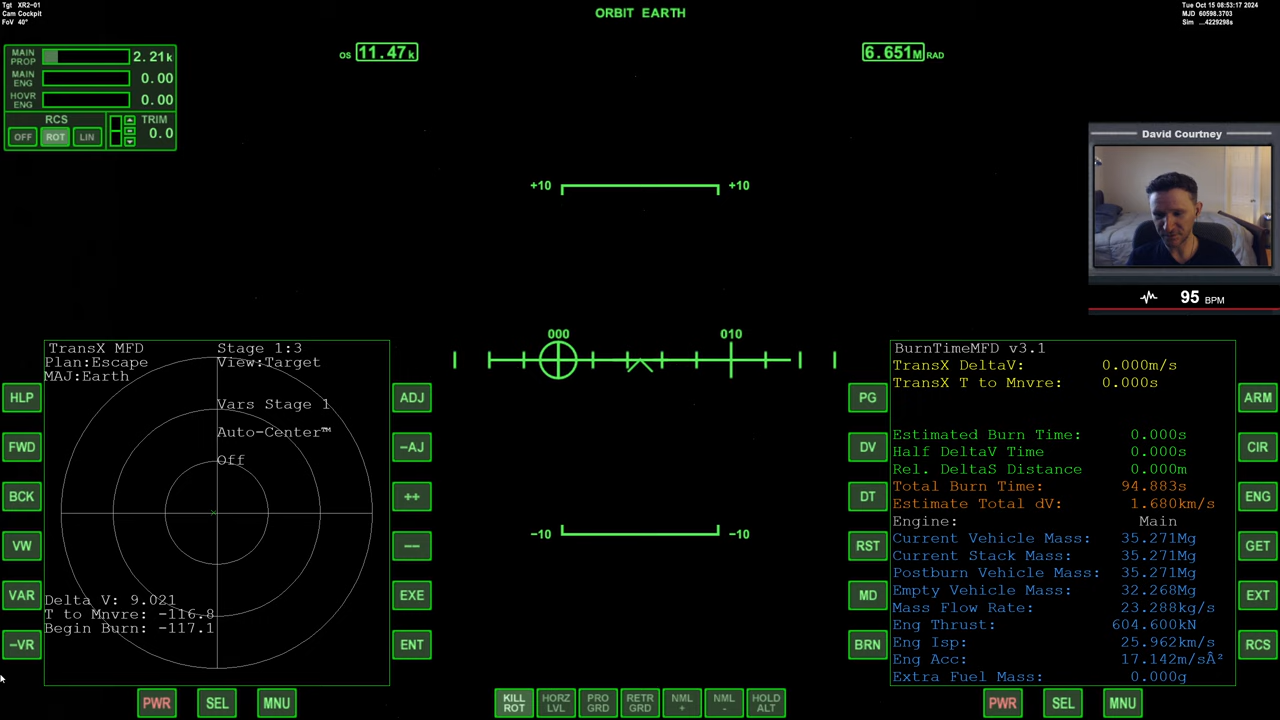 Tgt XR2-01
Cam Cockpit
FoV 40°
ORBIT EARTH
Tue Oct 15 08:53:17 2024
MJD 60598.3703
Sim ...4229298s
MAIN PROP 2.21k
MAIN ENG 0.00
HOVR ENG 0.00
RCS TRIM
OFF ROT LIN 0.0
OS 11.47k
6.651M RAD
David Courtney
95 BPM
+10 +10
000 010
-10 -10
TransX MFD Stage 1:3
Plan:Escape View:Target
MAJ:Earth
Vars Stage 1
Auto-Center™
Off
Delta V: 9.021
T to Mnvre: -116.8
Begin Burn: -117.1
HLP
FWD
BCK
VW
VAR
-VR
ADJ
-AJ
++
--
EXE
ENT
PWR SEL MNU
KILL ROT
HORZ LVL
PRO GRD
RETR GRD
NML +
NML -
HOLD ALT
BurnTimeMFD v3.1
TransX DeltaV: 0.000m/s
TransX T to Mnvre: 0.000s
Estimated Burn Time: 0.000s
Half DeltaV Time 0.000s
Rel. DeltaS Distance 0.000m
Total Burn Time: 94.883s
Estimate Total dV: 1.680km/s
Engine: Main
Current Vehicle Mass: 35.271Mg
Current Stack Mass: 35.271Mg
Postburn Vehicle Mass: 35.271Mg
Empty Vehicle Mass: 32.268Mg
Mass Flow Rate: 23.288kg/s
Eng Thrust: 604.600kN
Eng Isp: 25.962km/s
Eng Acc: 17.142m/sÂ²
Extra Fuel Mass: 0.000g
PG
DV
DT
RST
MD
BRN
ARM
CIR
ENG
GET
EXT
RCS
PWR SEL MNU